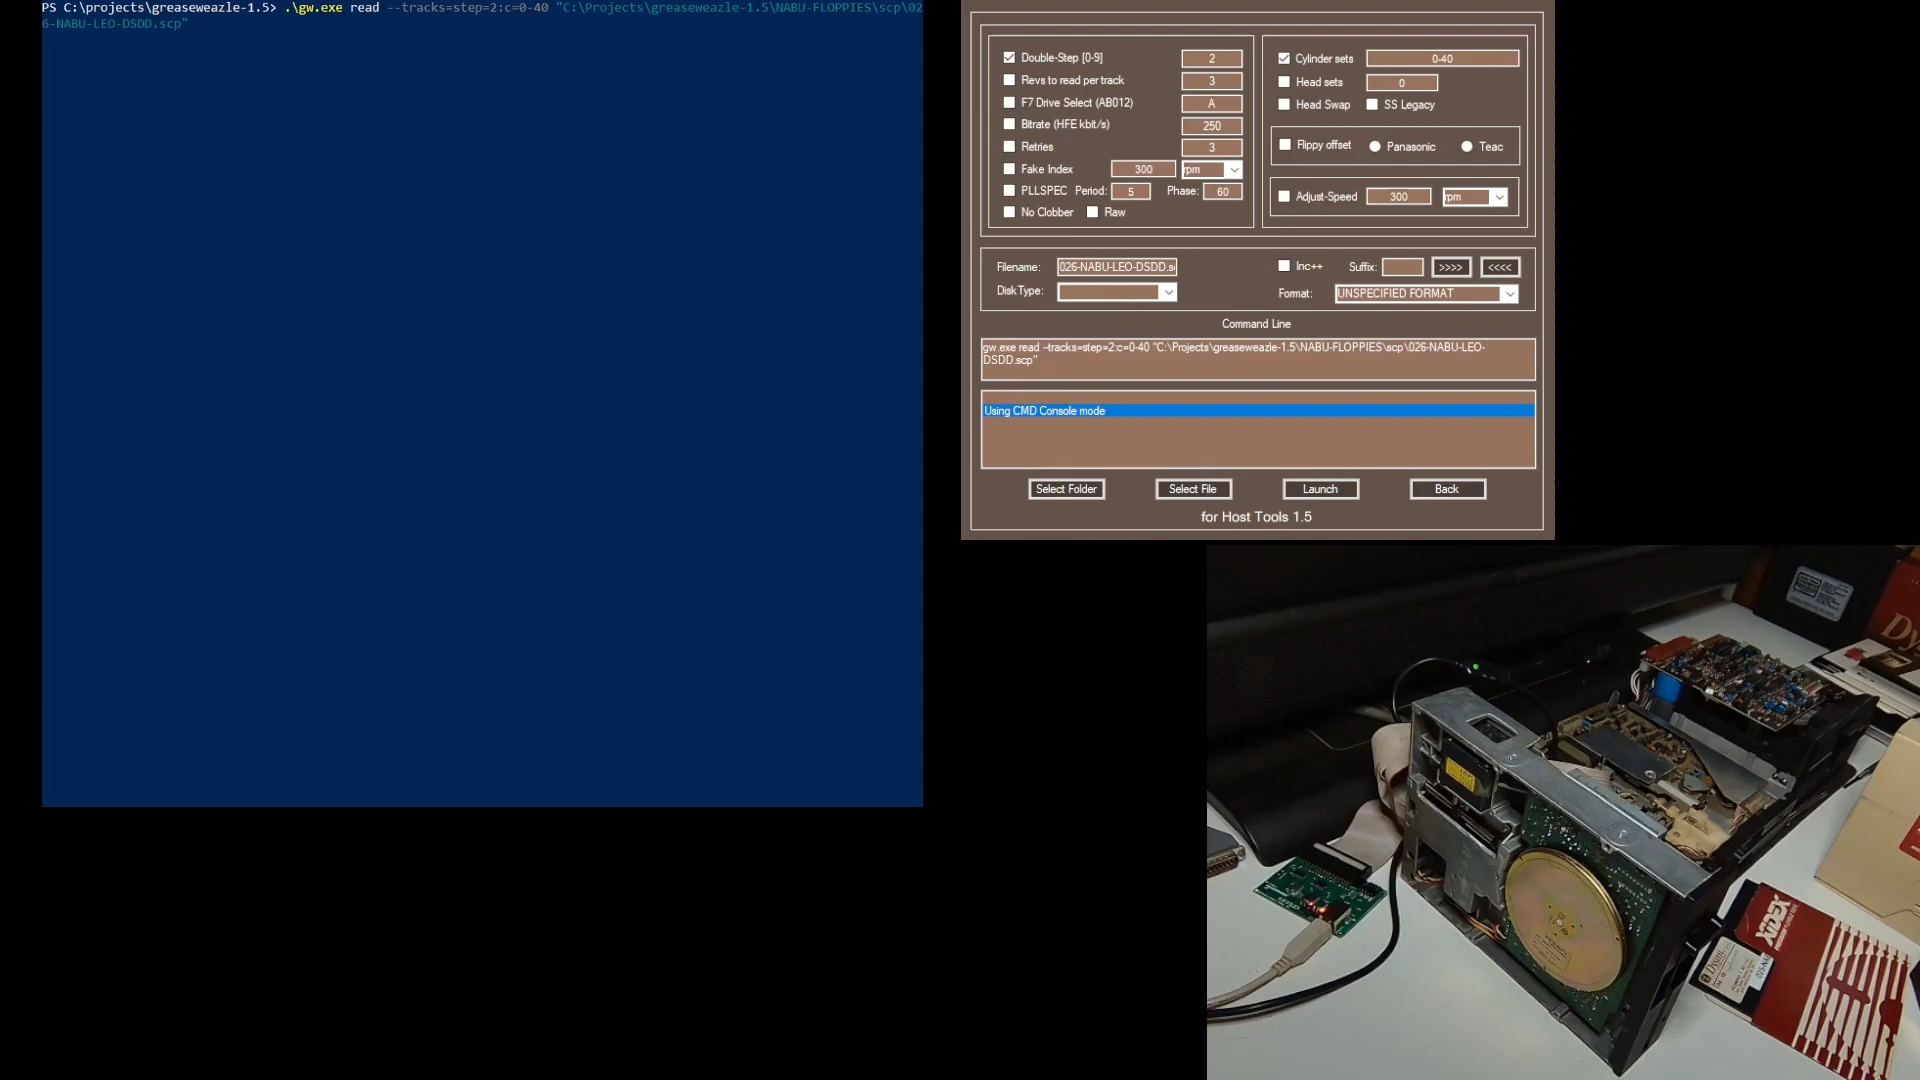 PS C:\projects\greaseweazle-1.5> .\gw.exe read --tracks=step=2:c=0-40 "C:\Projects\greaseweazle-1.5\NABU-FLOPPIES\scp\02
6-NABU-LEO-DSDD.scp"
Double-Step [0-9] 2
Revs to read per track 3
F7 Drive Select (AB012) A
Bitrate (HFE kbit/s) 250
Retries 3
Fake Index 300 rpm
PLLSPEC Period: 5 Phase: 60
No Clobber Raw
Cylinder sets 0-40
Head sets 0
Head Swap SS Legacy
Flippy offset Panasonic Teac
Adjust-Speed 300 rpm
Filename: 026-NABU-LEO-DSDD.s
Inc++ Suffix: >>>> <<<<
Disk Type:
Format: UNSPECIFIED FORMAT
Command Line
gw.exe read --tracks=step=2:c=0-40 "C:\Projects\greaseweazle-1.5\NABU-FLOPPIES\scp\026-NABU-LEO-
DSDD.scp"
Using CMD Console mode
Select Folder Select File Launch Back
for Host Tools 1.5
Dy
XIDEX
Dysan